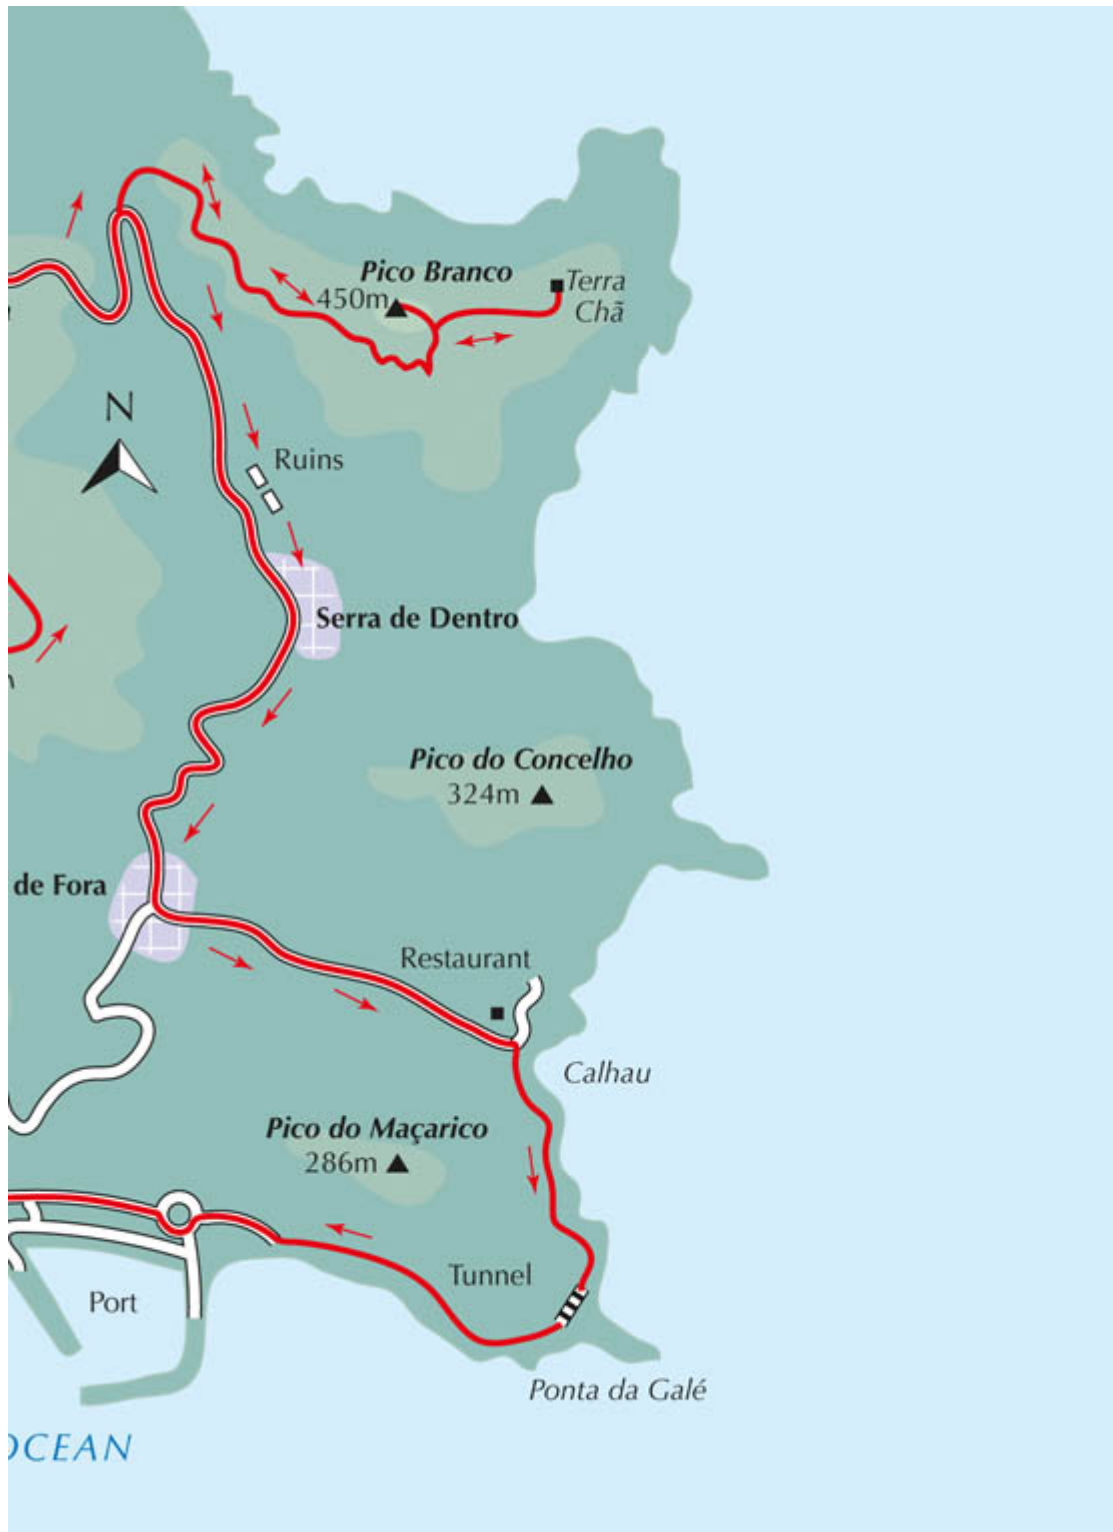 Pico Branco
450m
Terra
Chã
N
Ruins
Serra de Dentro
Pico do Concelho
324m
de Fora
Restaurant
Calhau
Pico do Maçarico
286m
Tunnel
Port
Ponta da Galé
OCEAN